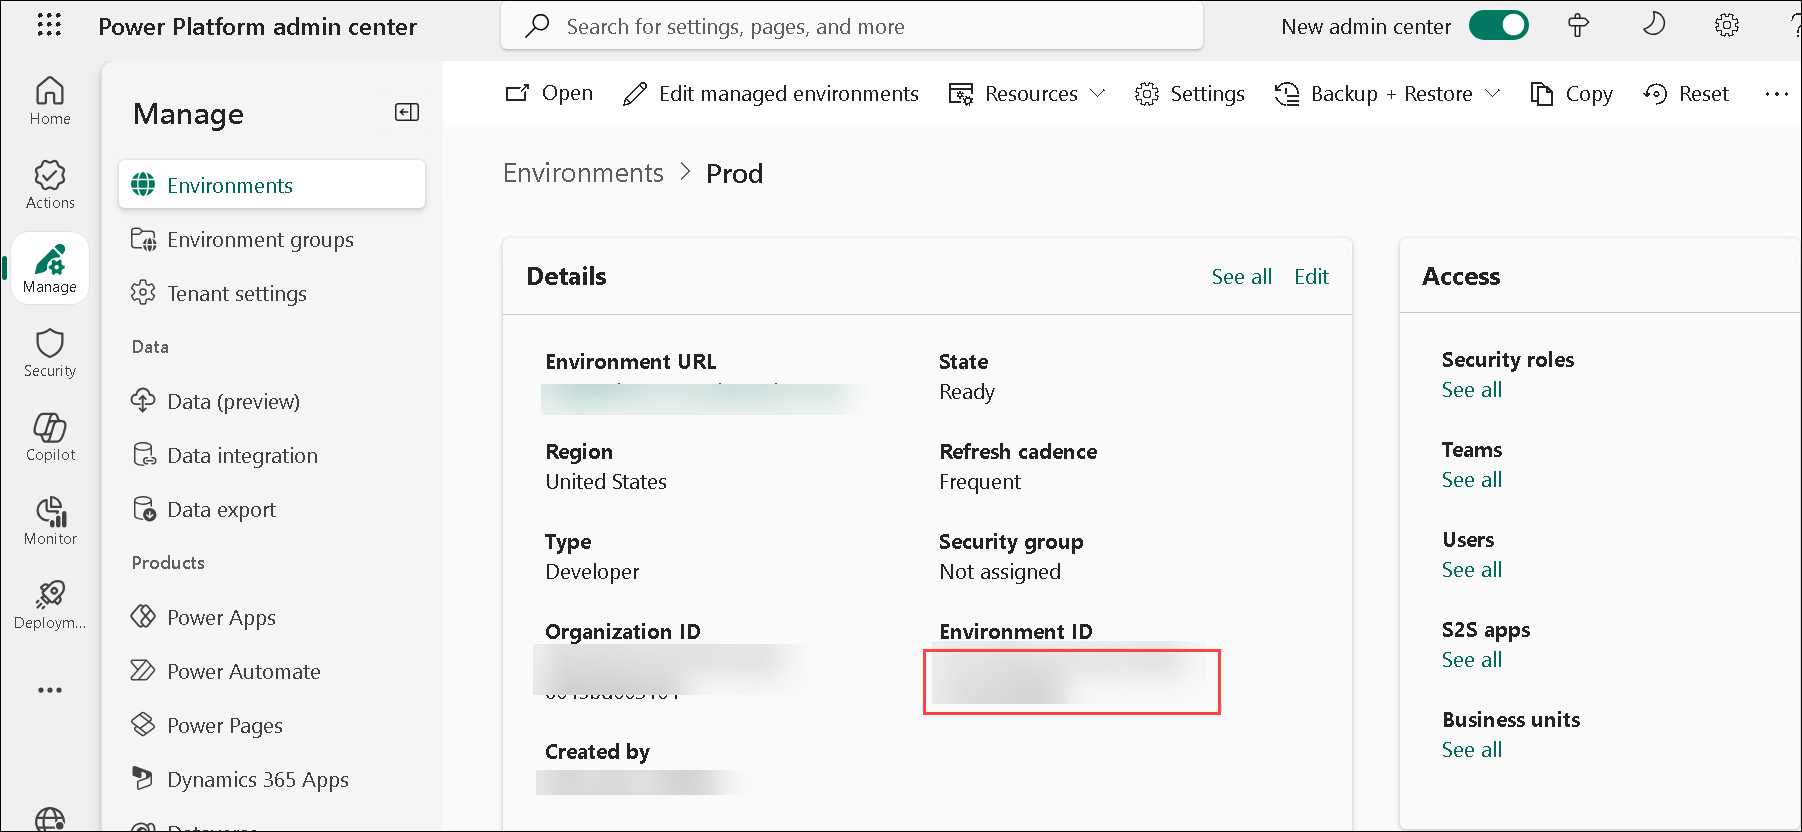 Power Platform admin center
Search for settings, pages, and more
New admin center
Home
Actions
Manage
Security
Copilot
Monitor
Deploym...
Manage
Environments
Environment groups
Tenant settings
Data
Data (preview)
Data integration
Data export
Products
Power Apps
Power Automate
Power Pages
Dynamics 365 Apps
Open
Edit managed environments
Resources
Settings
Backup + Restore
Copy
Reset
Environments > Prod
Details
See all
Edit
Environment URL
State
Ready
Region
United States
Refresh cadence
Frequent
Type
Developer
Security group
Not assigned
Organization ID
Environment ID
Created by
Access
Security roles
See all
Teams
See all
Users
See all
S2S apps
See all
Business units
See all